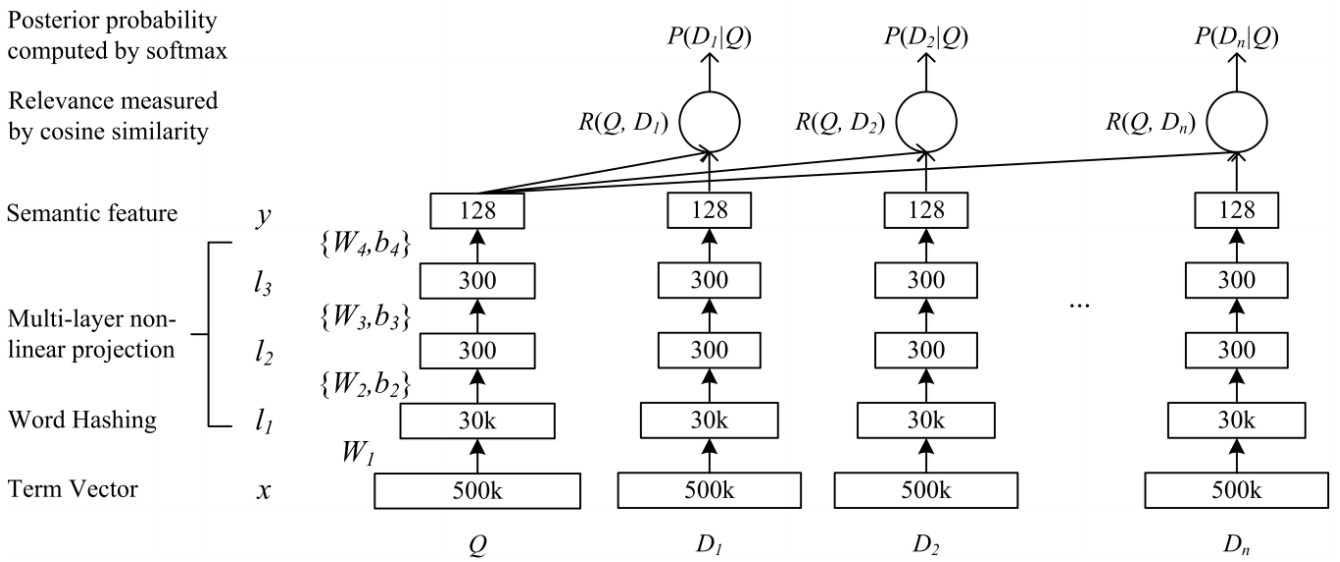 Posterior probability
computed by softmax
P(D1|Q) P(D2|Q) P(Dn|Q)
Relevance measured
by cosine similarity
R(Q, D1) R(Q, D2) R(Q, Dn)
Semantic feature y 128 128 128 128
{W4,b4}
l3 300 300 300 300
Multi-layer non-
linear projection
{W3,b3}
...
l2 300 300 300 300
{W2,b2}
Word Hashing l1 30k 30k 30k 30k
W1
Term Vector x 500k 500k 500k 500k
Q D1 D2 Dn